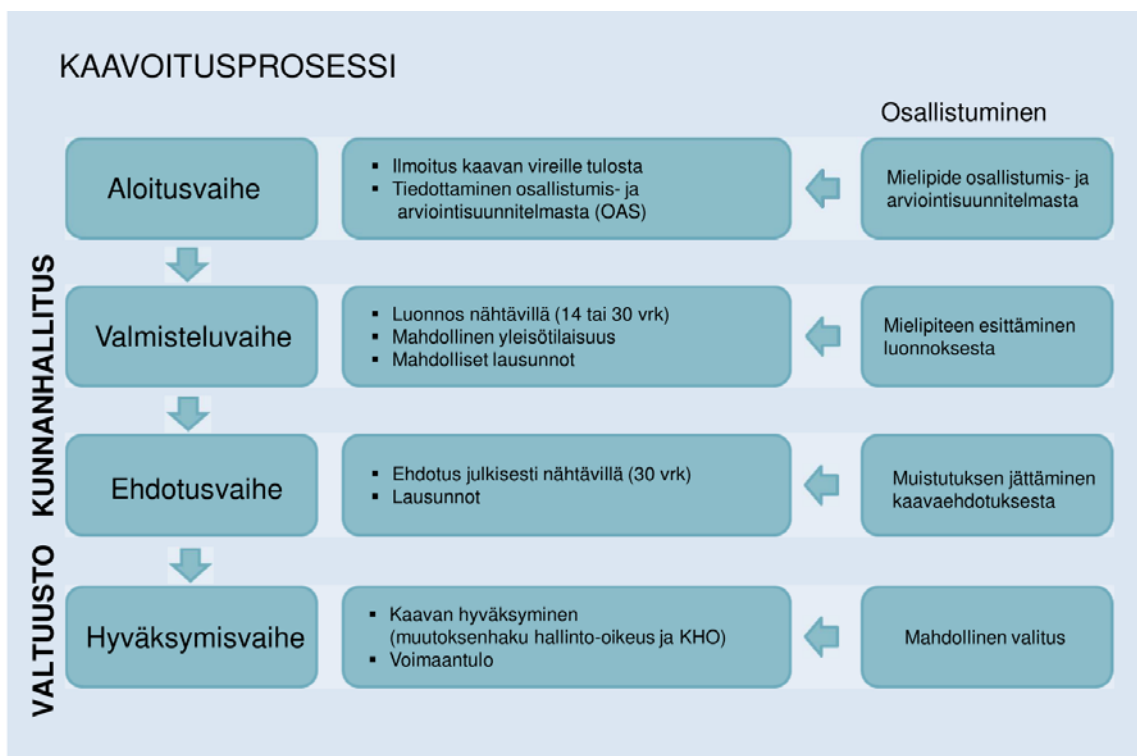 KAAVOITUSPROSESSI
Osallistuminen
KUNNANHALLITUS
Aloitusvaihe
▪ Ilmoitus kaavan vireille tulosta
▪ Tiedottaminen osallistumis- ja
arviointisuunnitelmasta (OAS)
Mielipide osallistumis- ja
arviointisuunnitelmasta
Valmisteluvaihe
▪ Luonnos nähtävillä (14 tai 30 vrk)
▪ Mahdollinen yleisötilaisuus
▪ Mahdolliset lausunnot
Mielipiteen esittäminen
luonnoksesta
Ehdotusvaihe
▪ Ehdotus julkisesti nähtävillä (30 vrk)
▪ Lausunnot
Muistutuksen jättäminen
kaavaehdotuksesta
VALTUUSTO
Hyväksymisvaihe
▪ Kaavan hyväksyminen
(muutoksenhaku hallinto-oikeus ja KHO)
▪ Voimaantulo
Mahdollinen valitus